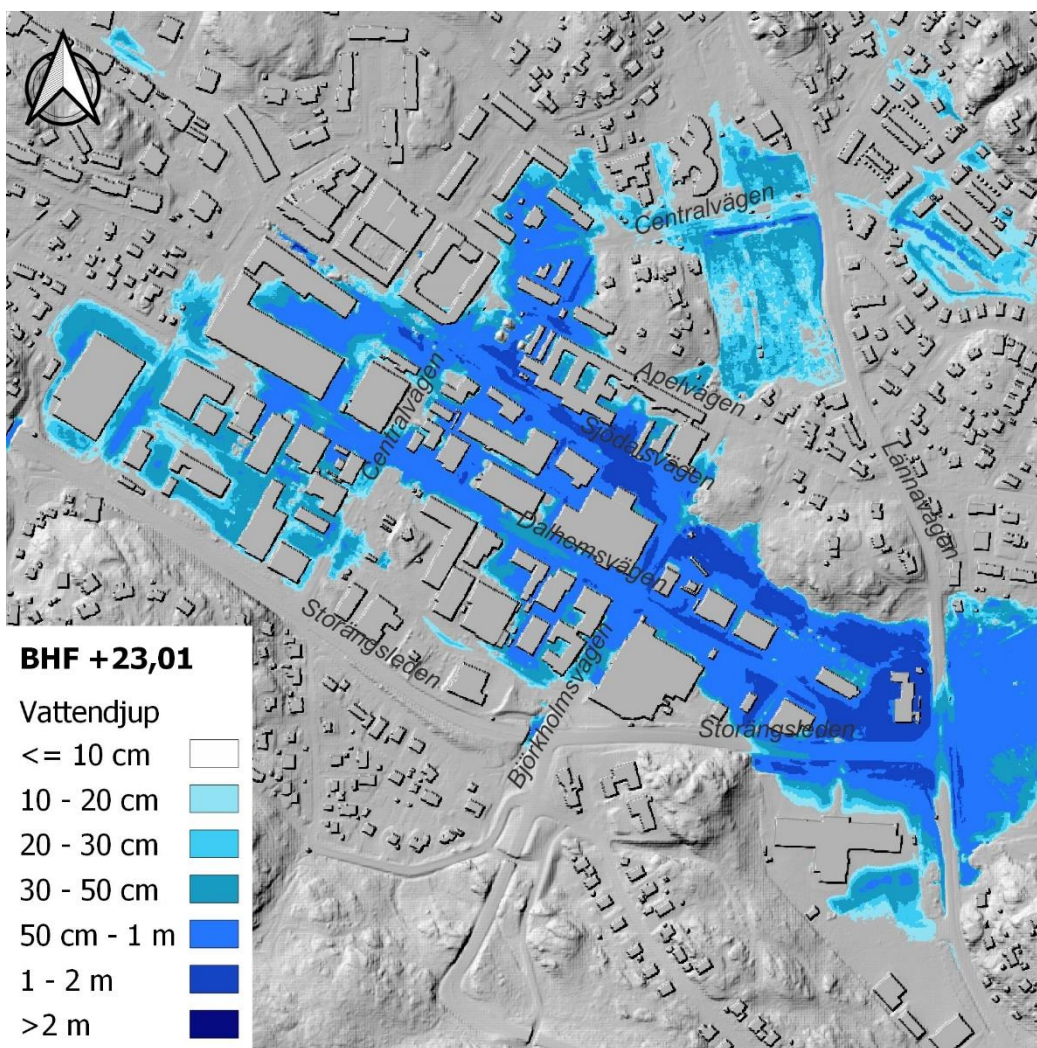 Centralvägen
Apelvägen
Centralvägen
Sjödalsvägen
Lännavägen
Dalhemsvägen
Storängsleden
Björkholmsvägen
Storängsleden
BHF +23,01
Vattendjup
<= 10 cm
10 - 20 cm
20 - 30 cm
30 - 50 cm
50 cm - 1 m
1 - 2 m
>2 m